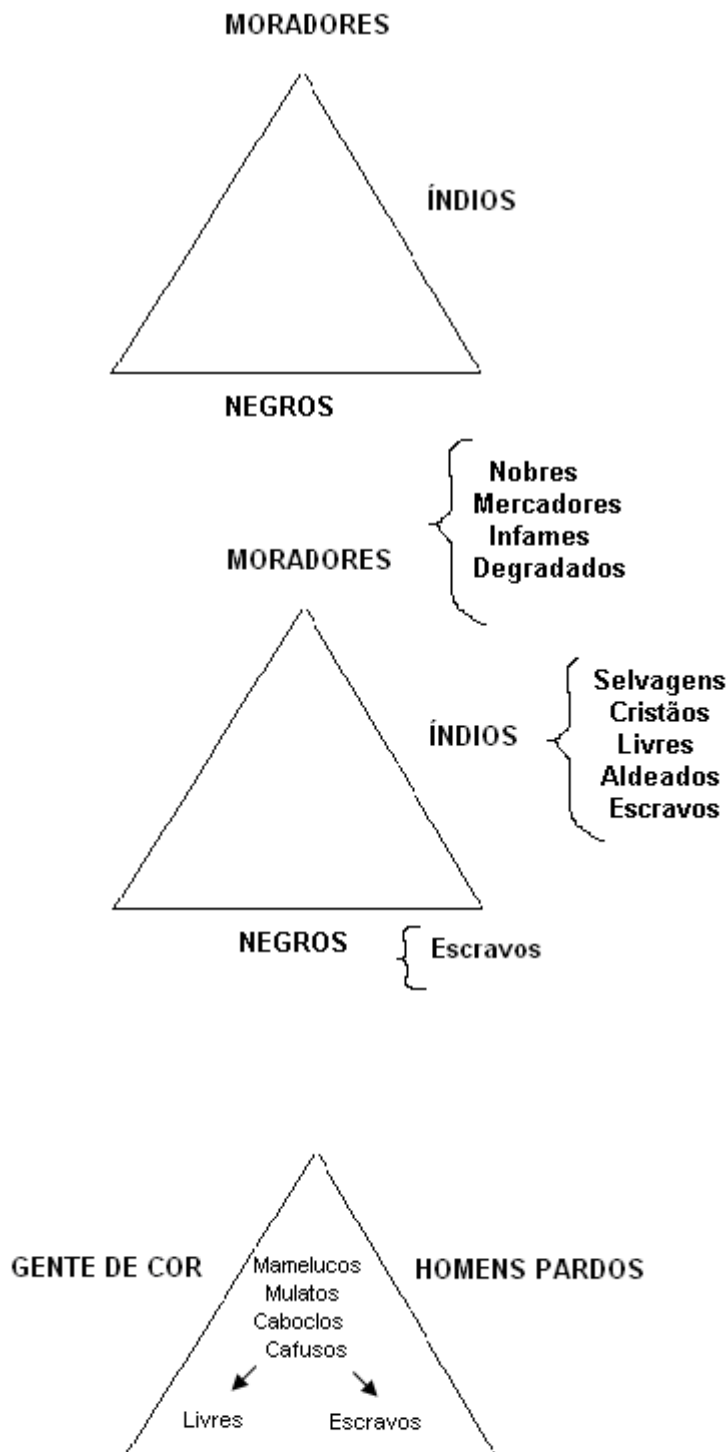 MORADORES
ÍNDIOS
NEGROS
Nobres
Mercadores
Infames
Degradados
MORADORES
Selvagens
Cristãos
Livres
Aldeados
Escravos
ÍNDIOS
NEGROS
Escravos
GENTE DE COR
Mamelucos
Mulatos
Caboclos
Cafusos
HOMENS PARDOS
Livres
Escravos